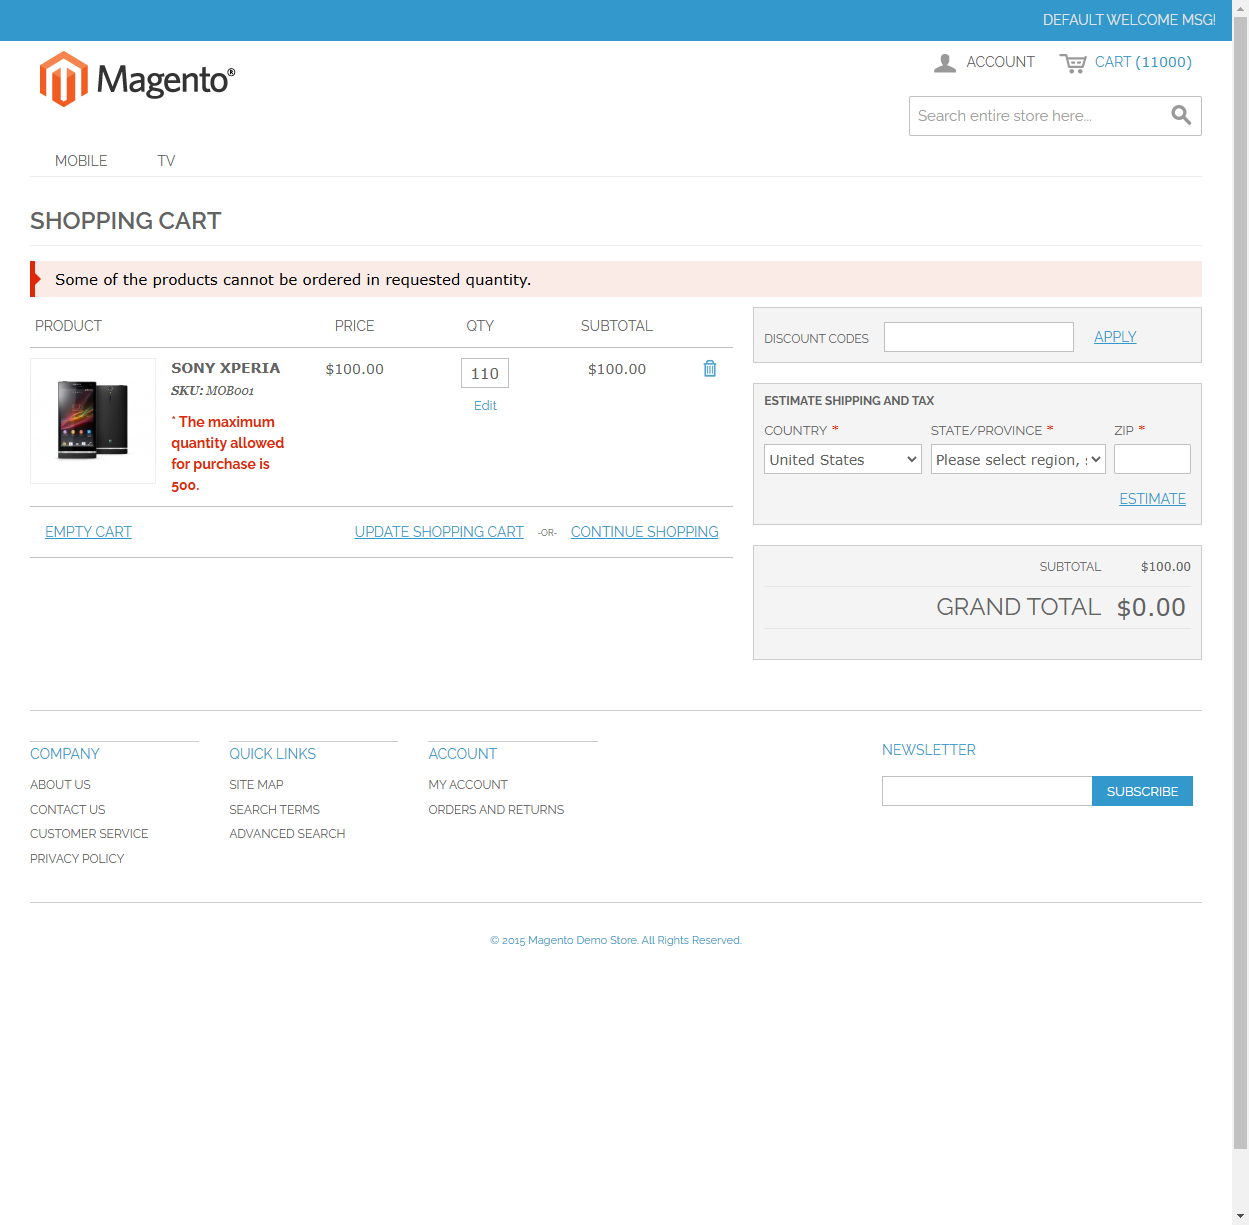 DEFAULT WELCOME MSG!
Magento®
ACCOUNT
CART (11000)
Search entire store here...
MOBILE
TV
SHOPPING CART
Some of the products cannot be ordered in requested quantity.
PRODUCT
PRICE
QTY
SUBTOTAL
SONY XPERIA
SKU: MOB001
* The maximum
quantity allowed
for purchase is
500.
$100.00
110
Edit
$100.00
EMPTY CART
UPDATE SHOPPING CART
-OR-
CONTINUE SHOPPING
DISCOUNT CODES
APPLY
ESTIMATE SHIPPING AND TAX
COUNTRY *
STATE/PROVINCE *
ZIP *
United States
Please select region, s
ESTIMATE
SUBTOTAL
$100.00
GRAND TOTAL
$0.00
COMPANY
ABOUT US
CONTACT US
CUSTOMER SERVICE
PRIVACY POLICY
QUICK LINKS
SITE MAP
SEARCH TERMS
ADVANCED SEARCH
ACCOUNT
MY ACCOUNT
ORDERS AND RETURNS
NEWSLETTER
SUBSCRIBE
© 2015 Magento Demo Store. All Rights Reserved.